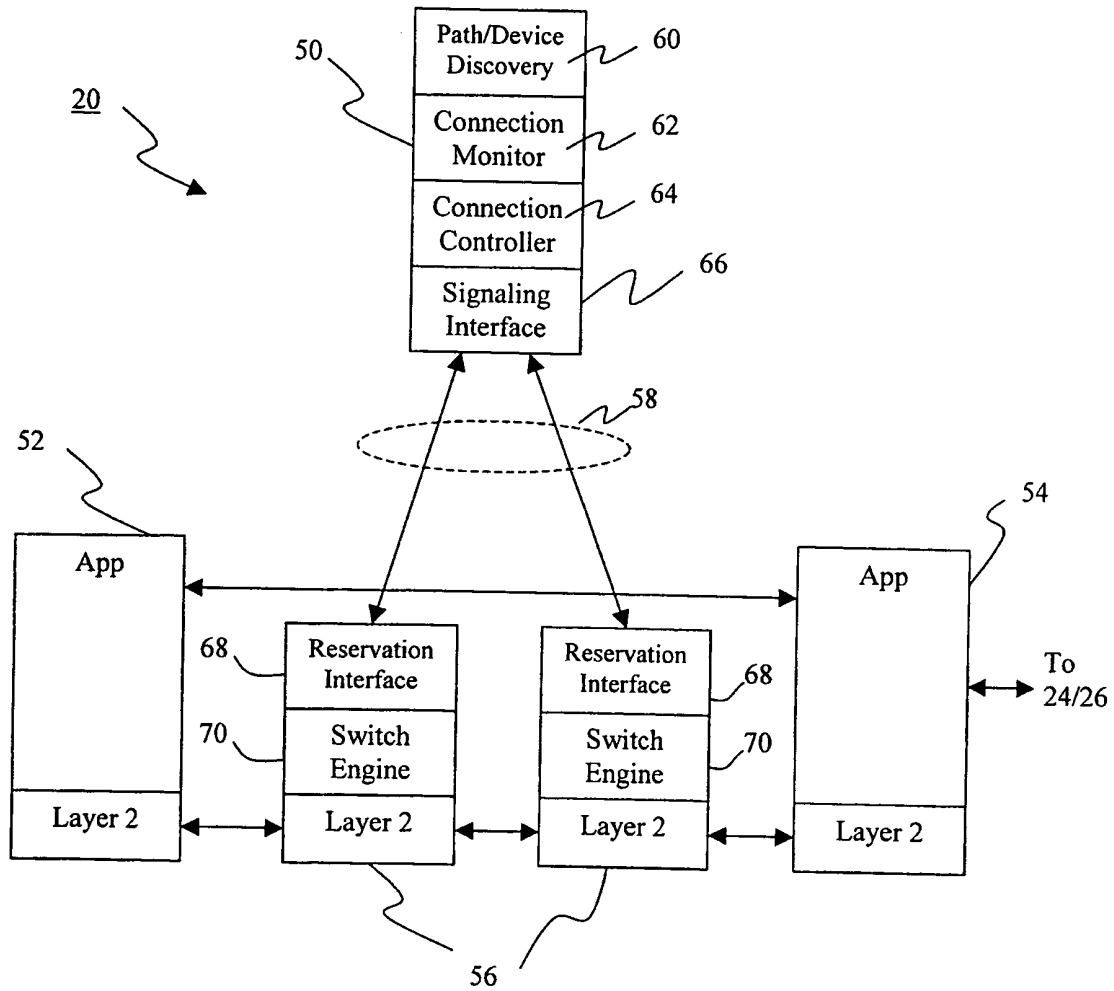 Path/Device
Discovery
60
50
20
Connection
Monitor
62
Connection
Controller
64
66
Signaling
Interface
58
52
54
App
App
Reservation
Interface
68
Reservation
Interface
68
To
24/26
70
Switch
Engine
Switch
Engine
70
Layer 2
Layer 2
Layer 2
Layer 2
56